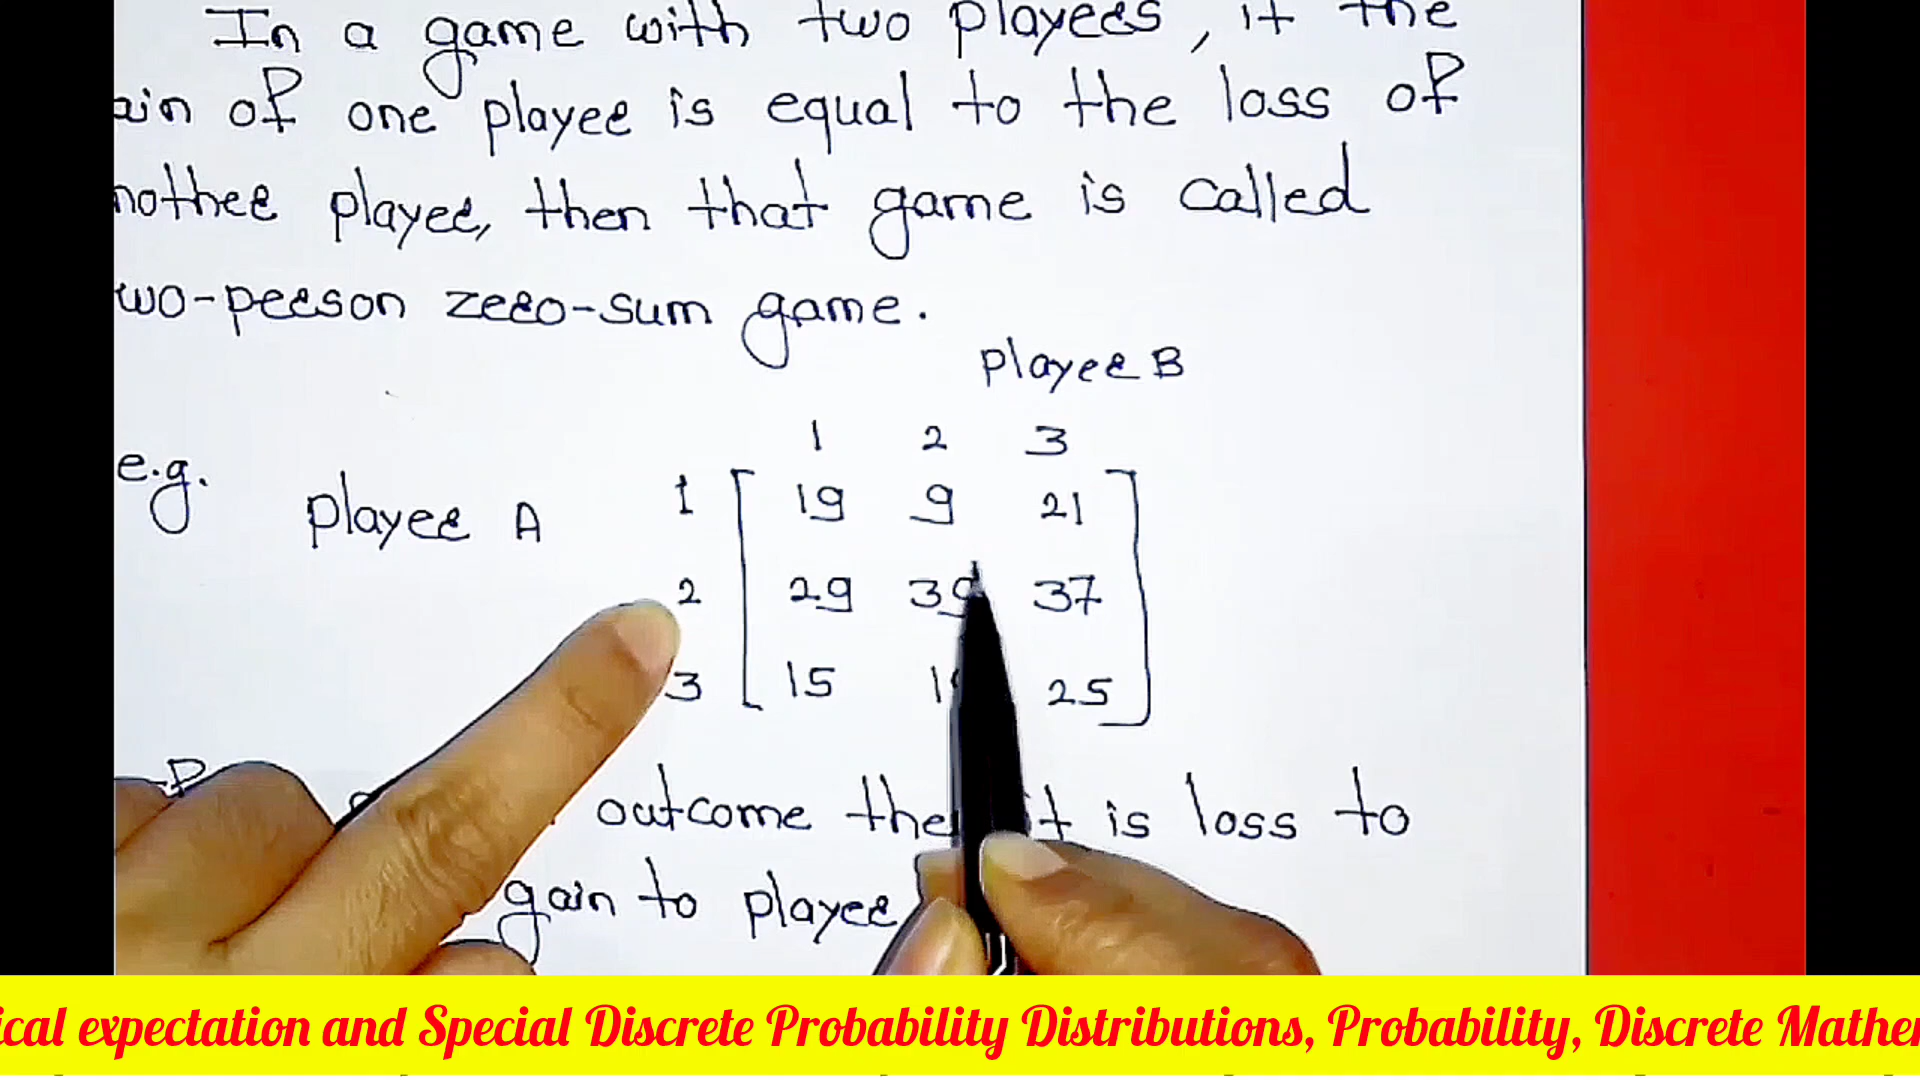 In a game with two players, if the
ain of one player is equal to the loss of
nother player, then that game is called
wo-person zero-sum game.
Player B
1 2 3
e.g. Player A 1 19 9 21
2 29 39 37
3 15 25
outcome the it is loss to
gain to player
ical expectation and Special Discrete Probability Distributions, Probability, Discrete Mathe